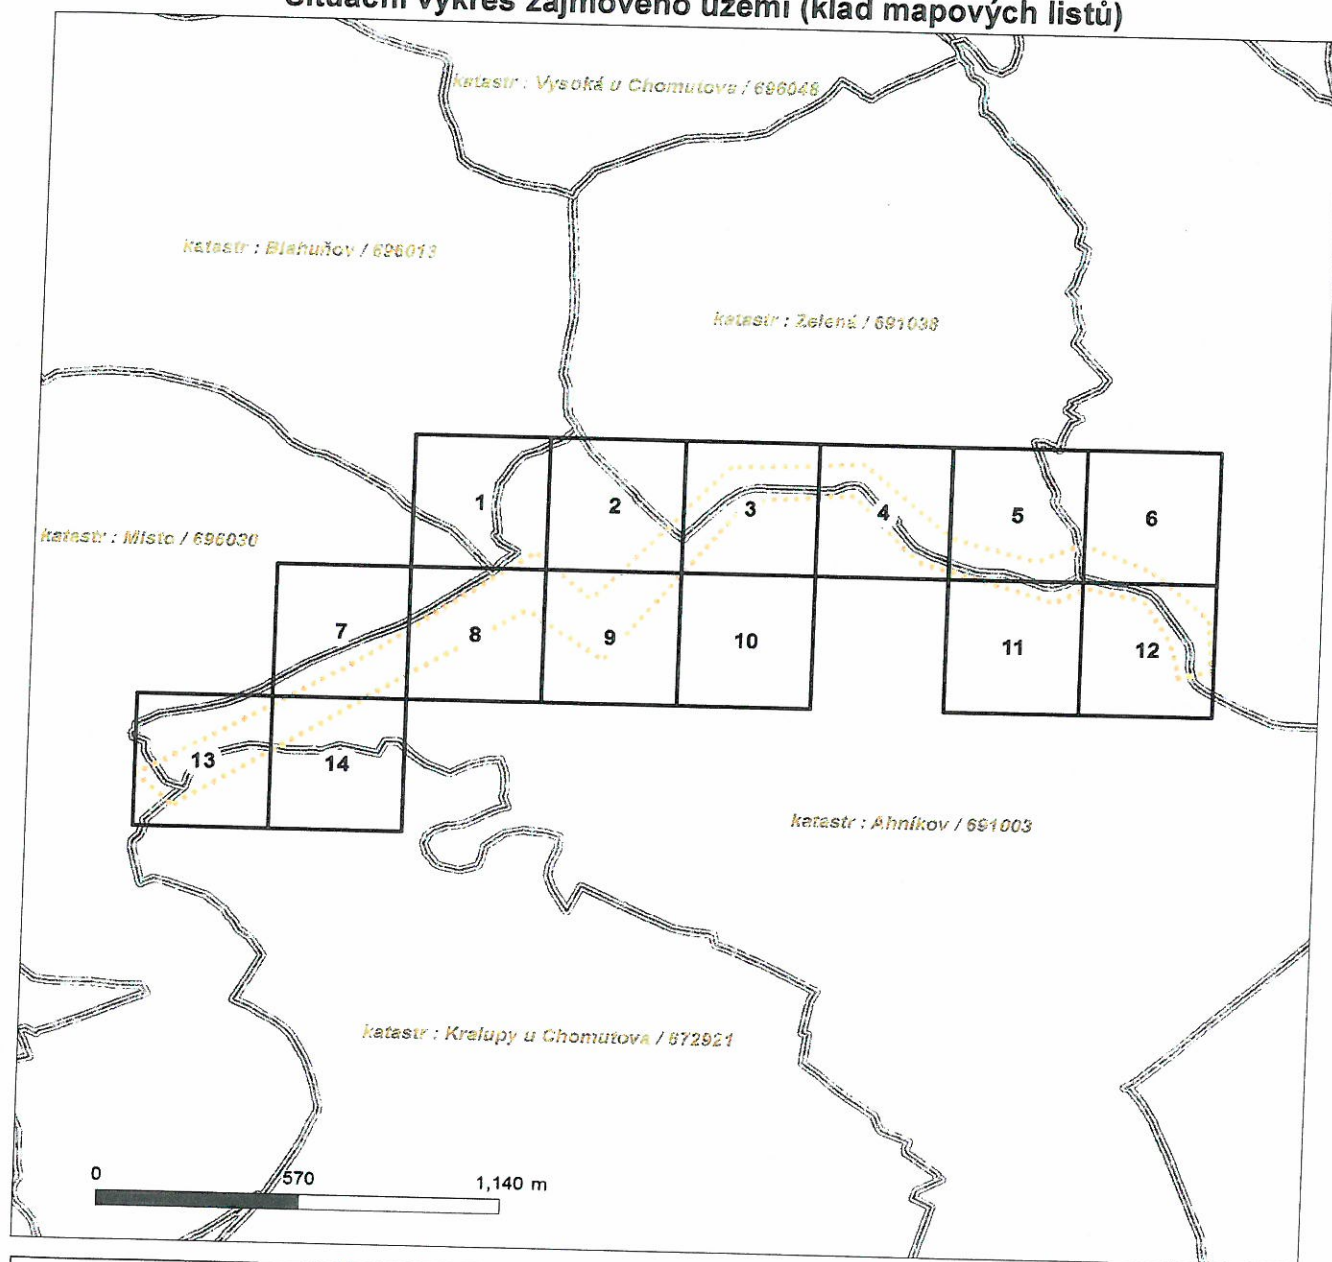 Situační výkres zájmového území (klad mapových listů)
katastr : Vysoká u Chomutova / 696048
katastr : Blahuňov / 696013
katastr : Zelená / 691038
1
2
3
4
5
6
katastr : Místo / 696030
7
8
9
10
11
12
13
14
katastr : Ahníkov / 691003
katastr : Kralupy u Chomutova / 672921
0
570
1,140 m